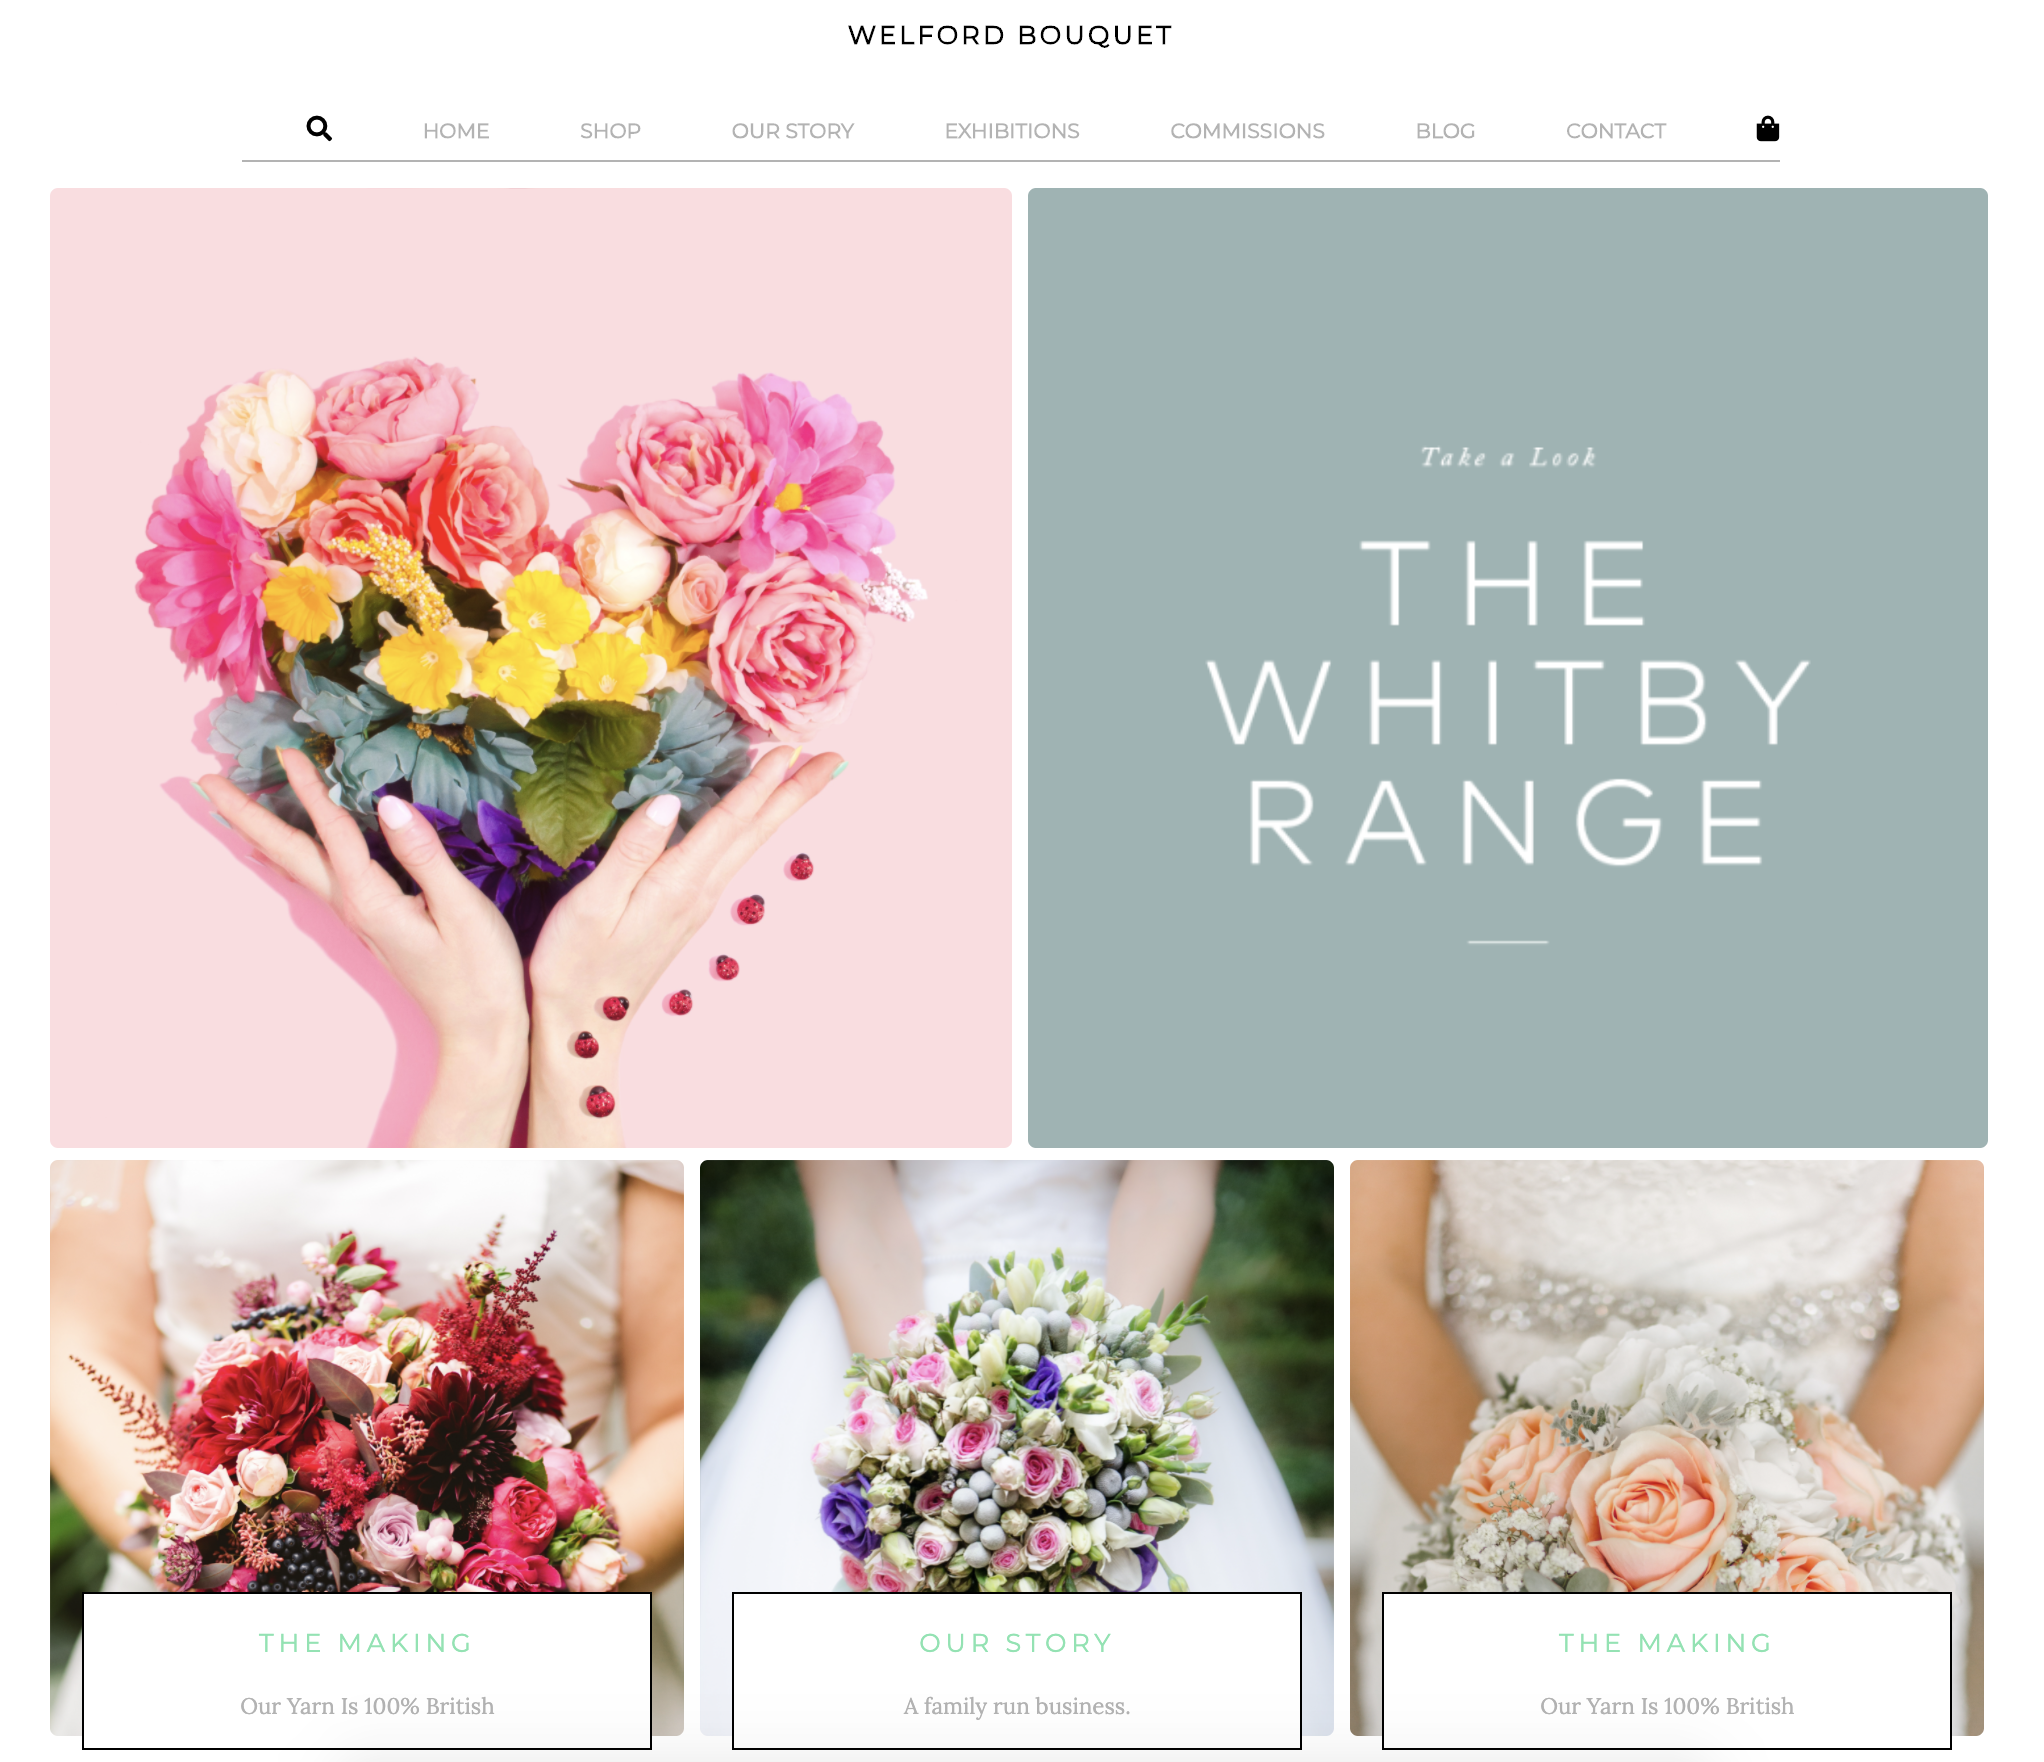 WELFORD BOUQUET
HOME SHOP OUR STORY EXHIBITIONS COMMISSIONS BLOG CONTACT
Take a Look
THE
WHITBY
RANGE
THE MAKING
Our Yarn Is 100% British
OUR STORY
A family run business.
THE MAKING
Our Yarn Is 100% British